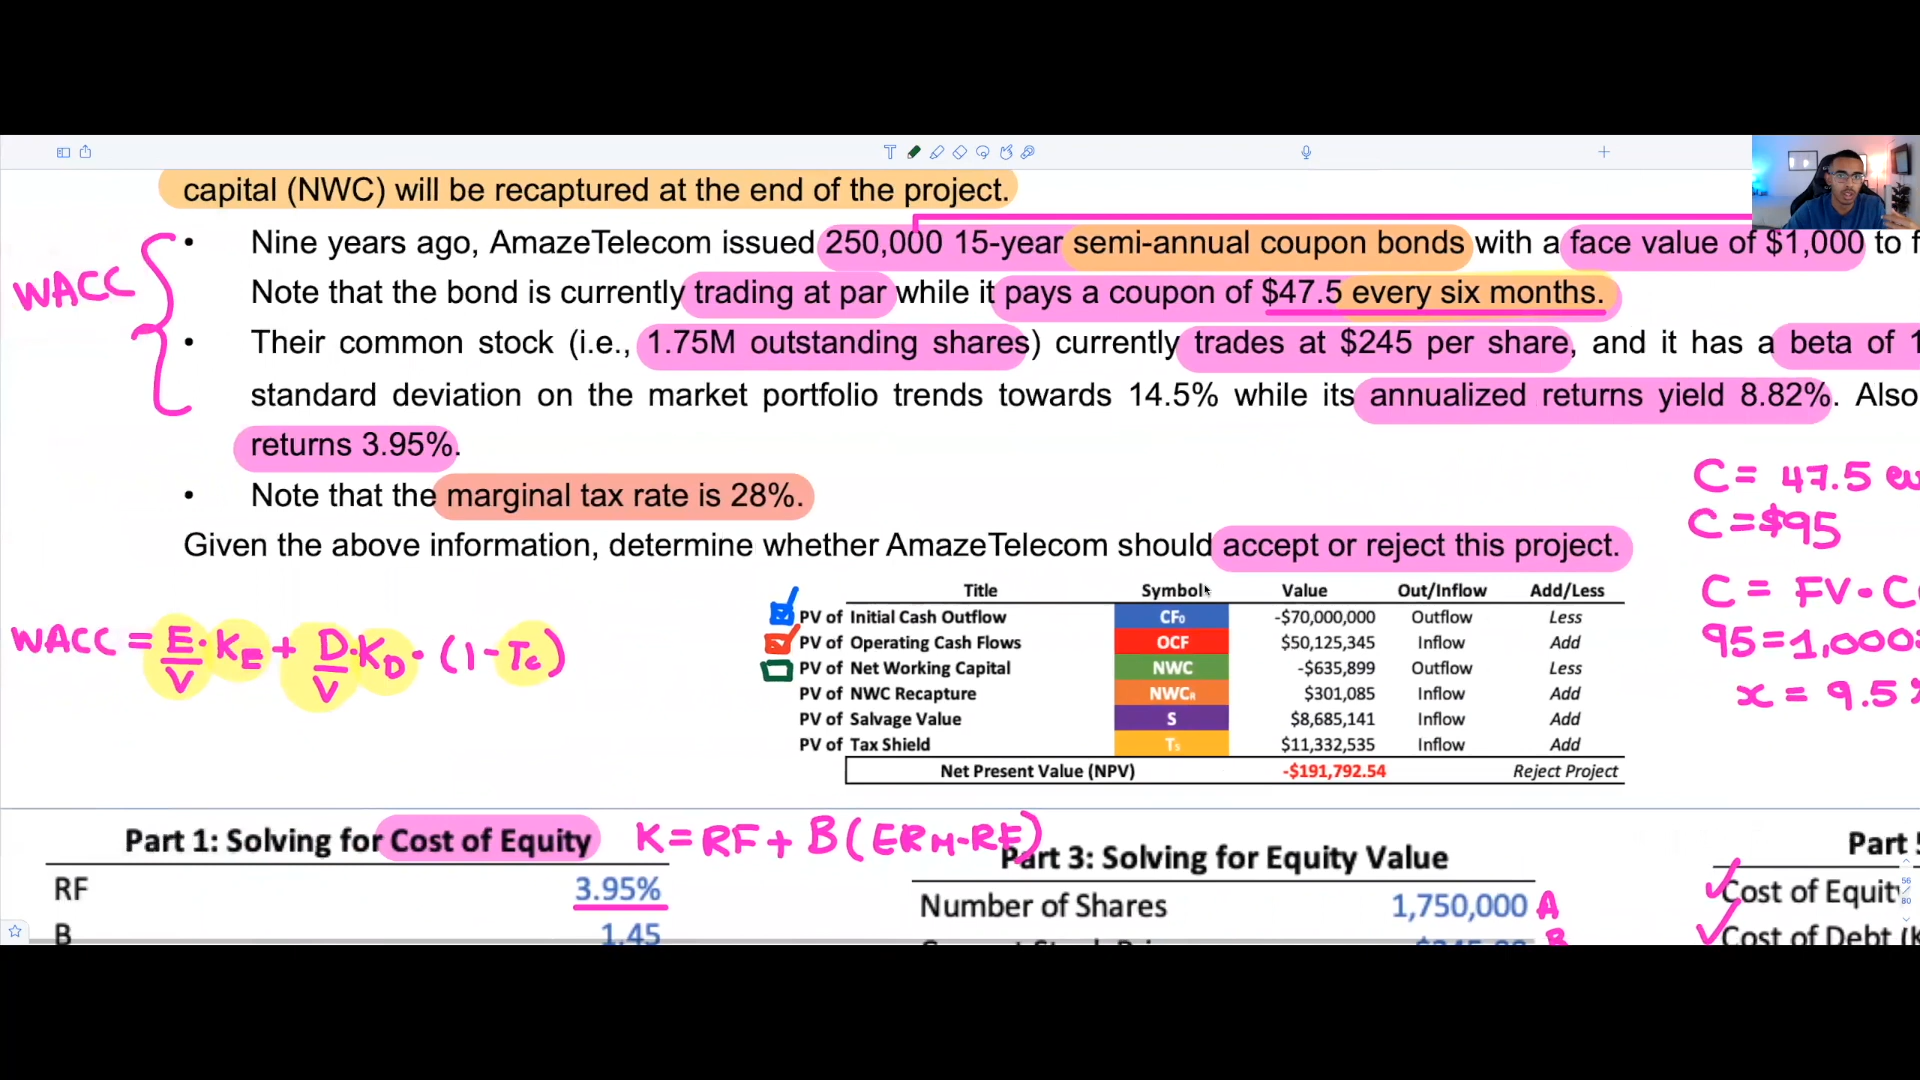 capital (NWC) will be recaptured at the end of the project.
WACC
• Nine years ago, AmazeTelecom issued 250,000 15-year semi-annual coupon bonds with a face value of $1,000 to
Note that the bond is currently trading at par while it pays a coupon of $47.5 every six months.
• Their common stock (i.e., 1.75M outstanding shares) currently trades at $245 per share, and it has a beta of 1
standard deviation on the market portfolio trends towards 14.5% while its annualized returns yield 8.82%. Also
returns 3.95%.
• Note that the marginal tax rate is 28%.
Given the above information, determine whether AmazeTelecom should accept or reject this project.
C = 47.5
C = $95
C = FV · C
95 = 1,000
x = 9.5%
WACC = E/V · KE + D/V · KD · (1 - Tc)
Title Symbol Value Out/Inflow Add/Less
PV of Initial Cash Outflow CF0 -$70,000,000 Outflow Less
PV of Operating Cash Flows OCF $50,125,345 Inflow Add
PV of Net Working Capital NWC -$635,899 Outflow Less
PV of NWC Recapture NWCR $301,085 Inflow Add
PV of Salvage Value S $8,685,141 Inflow Add
PV of Tax Shield Ts $11,332,535 Inflow Add
Net Present Value (NPV) -$191,792.54 Reject Project
Part 1: Solving for Cost of Equity
K = RF + B (ERM - RF)
RF 3.95%
B 1.45
Part 3: Solving for Equity Value
Number of Shares 1,750,000 A
B
Part 5
Cost of Equity
Cost of Debt (K
56
80